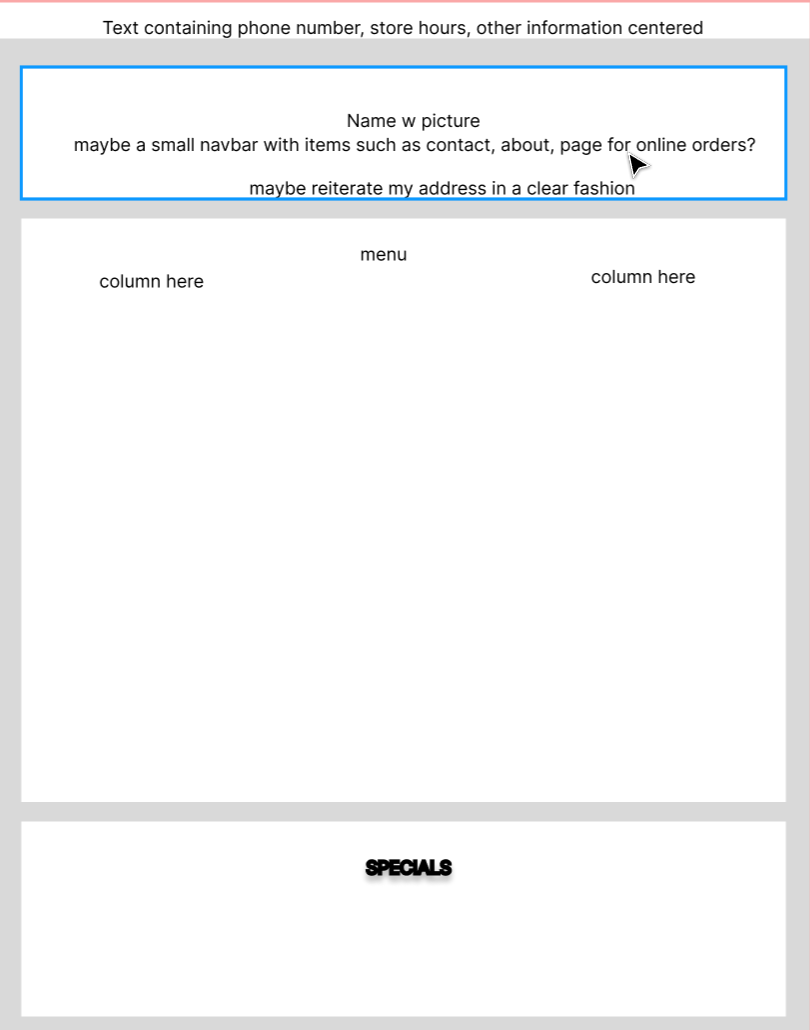 Text containing phone number, store hours, other information centered
Name w picture
maybe a small navbar with items such as contact, about, page for online orders?
maybe reiterate my address in a clear fashion
menu
column here
column here
SPECIALS